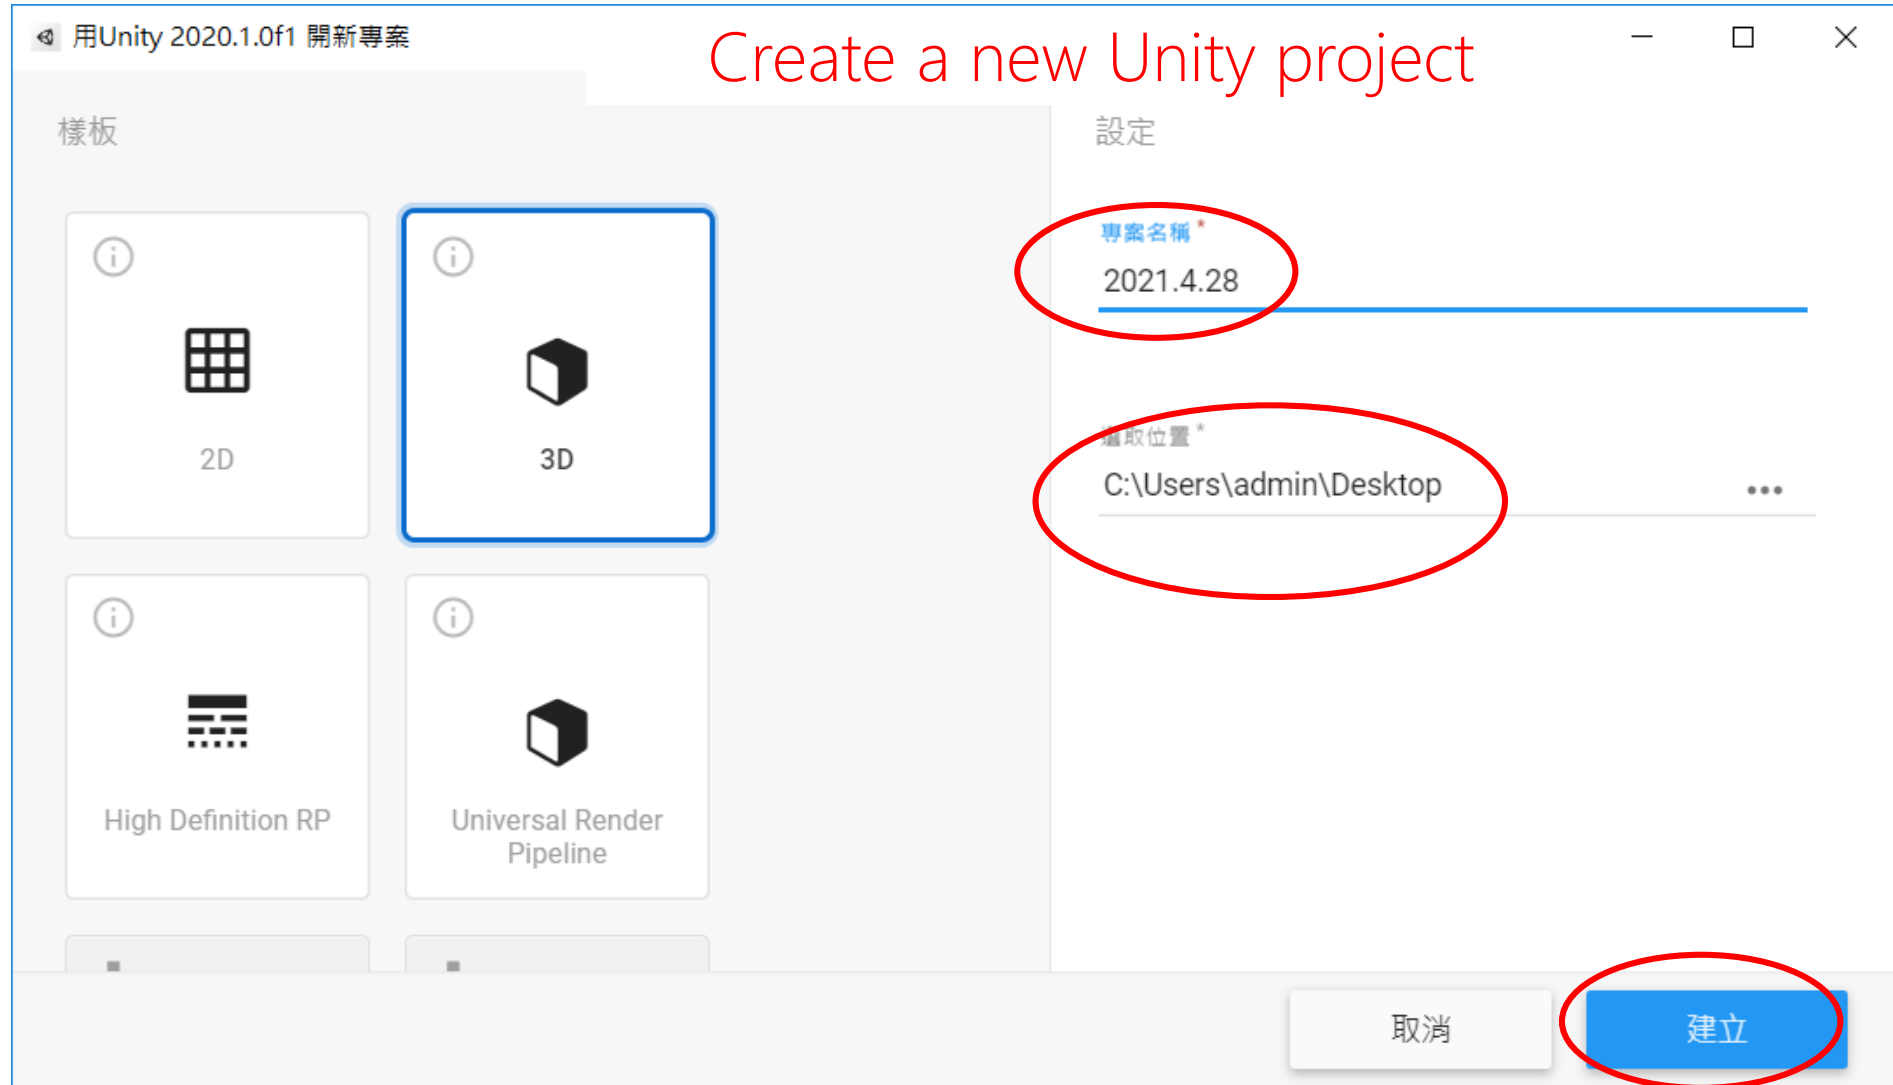 用Unity 2020.1.0f1 開新專案
Create a new Unity project
樣板
設定
2D
3D
High Definition RP
Universal Render
Pipeline
專案名稱 *
2021.4.28
選取位置 *
C:\Users\admin\Desktop
取消
建立